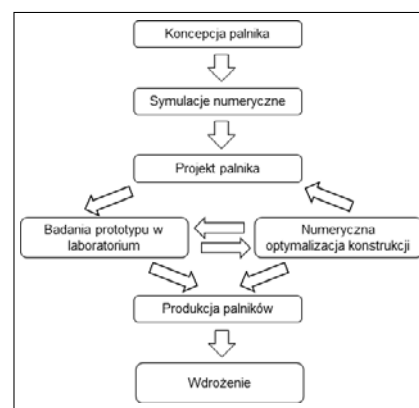 Koncepcja palnika
Symulacje numeryczne
Projekt palnika
Badania prototypu w
laboratorium
Numeryczna
optymalizacja konstrukcji
Produkcja palników
Wdrożenie